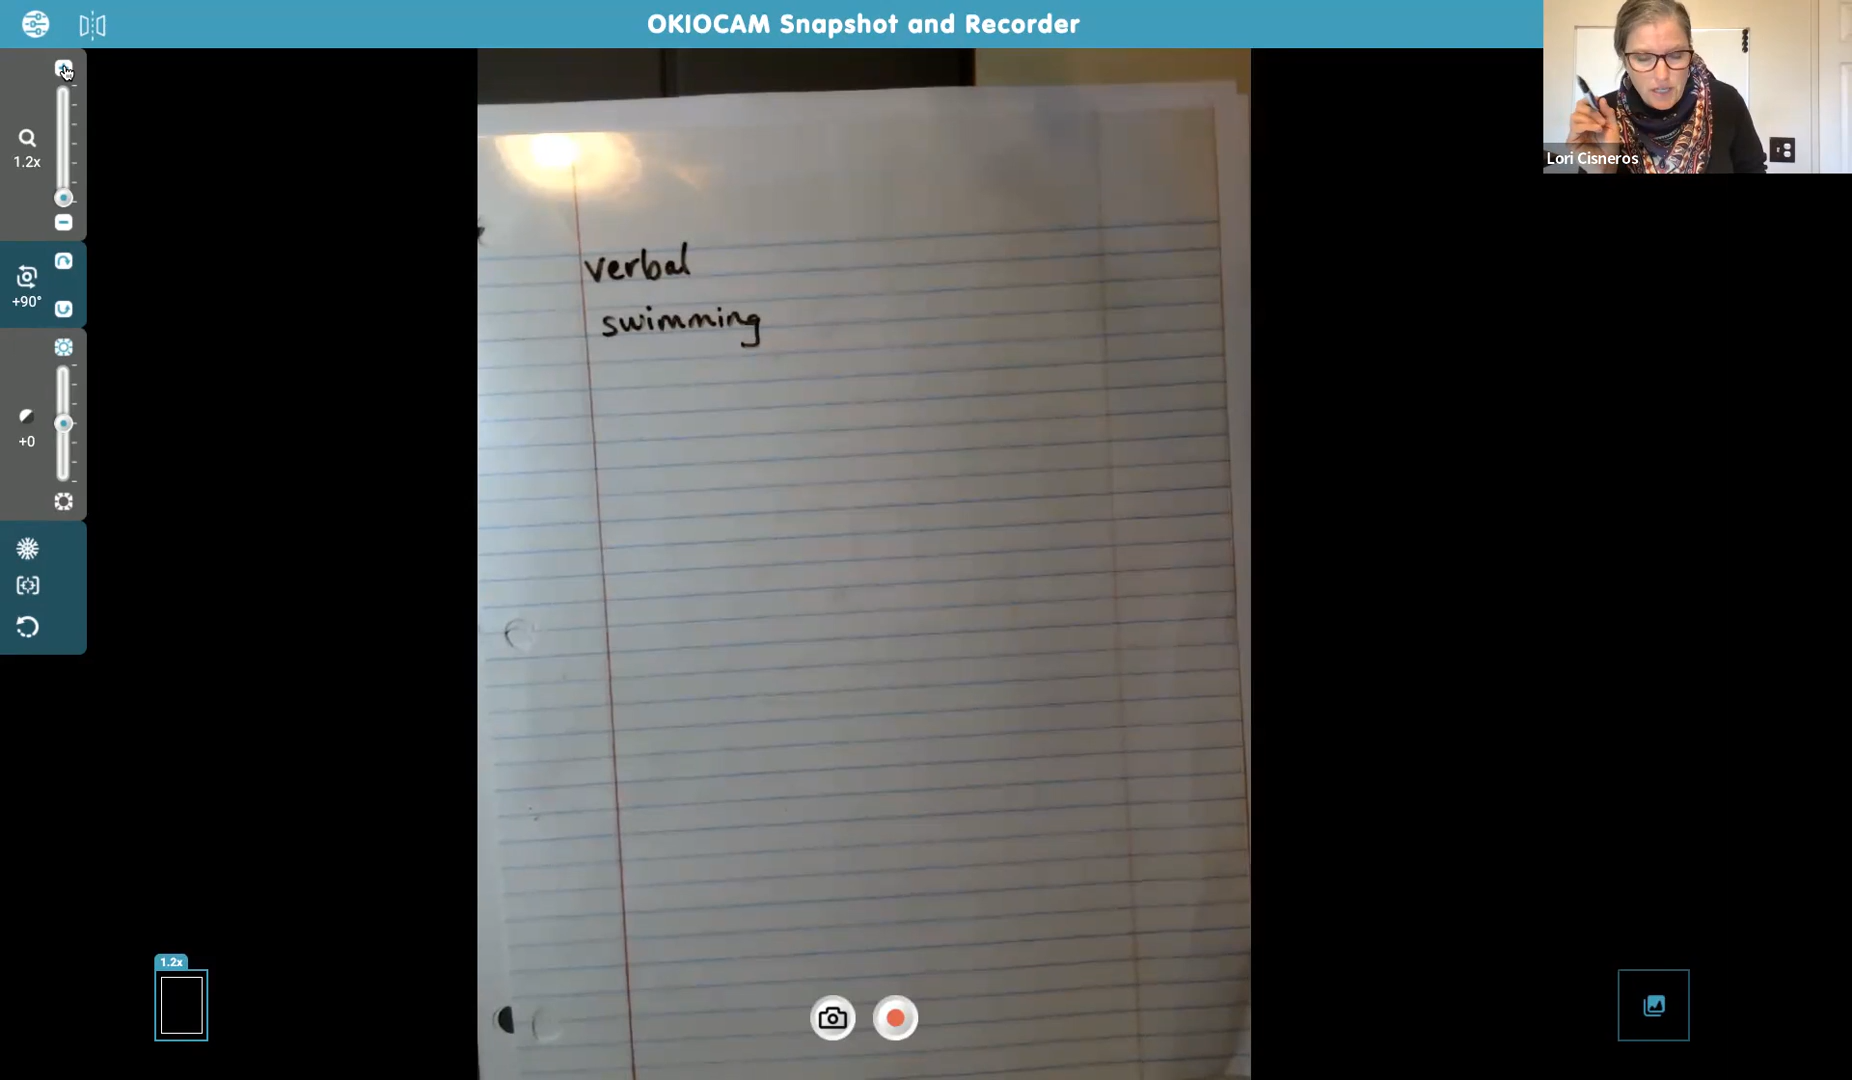 OKIOCAM Snapshot and Recorder
1.2x
+90°
+0
Lori Cisneros
verbal
swimming
1.2x